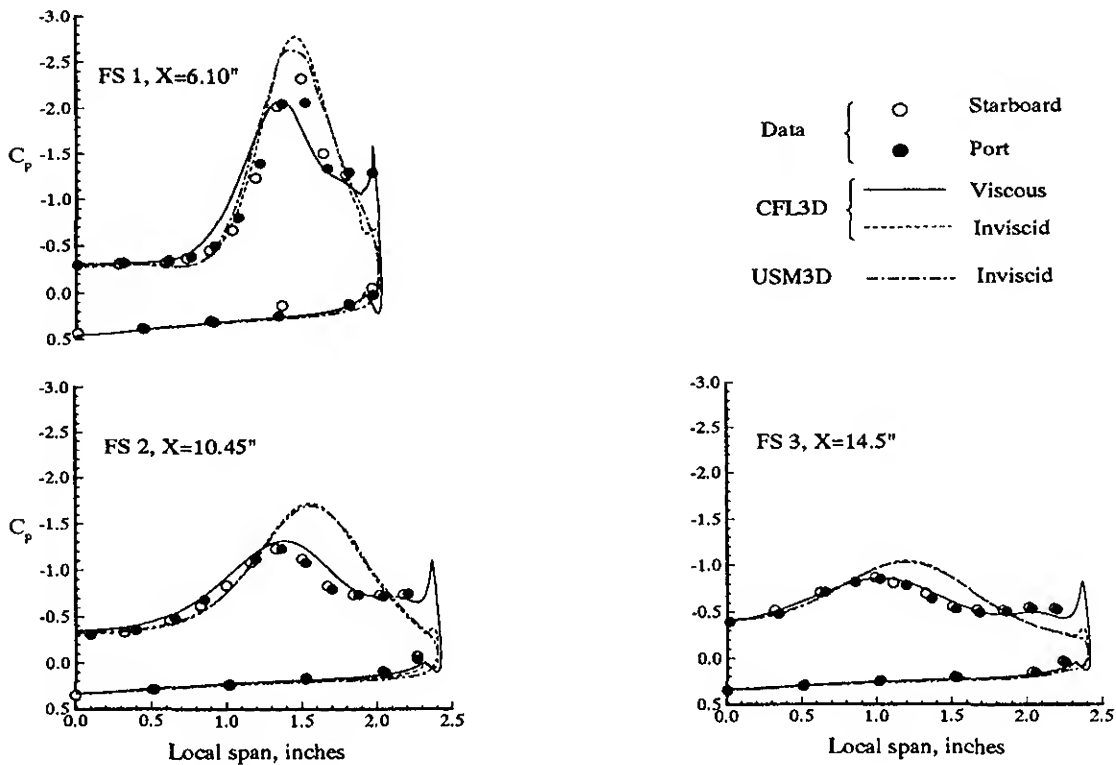 -3.0
-2.5
-2.0
-1.5
-1.0
-0.5
0.0
0.5
Cp
FS 1, X=6.10"
Data
Starboard
Port
CFL3D
Viscous
Inviscid
USM3D
Inviscid
-3.0
-2.5
-2.0
-1.5
-1.0
-0.5
0.0
0.5
Cp
FS 2, X=10.45"
0.0
0.5
1.0
1.5
2.0
2.5
Local span, inches
-3.0
-2.5
-2.0
-1.5
-1.0
-0.5
0.0
0.5
FS 3, X=14.5"
0.0
0.5
1.0
1.5
2.0
2.5
Local span, inches